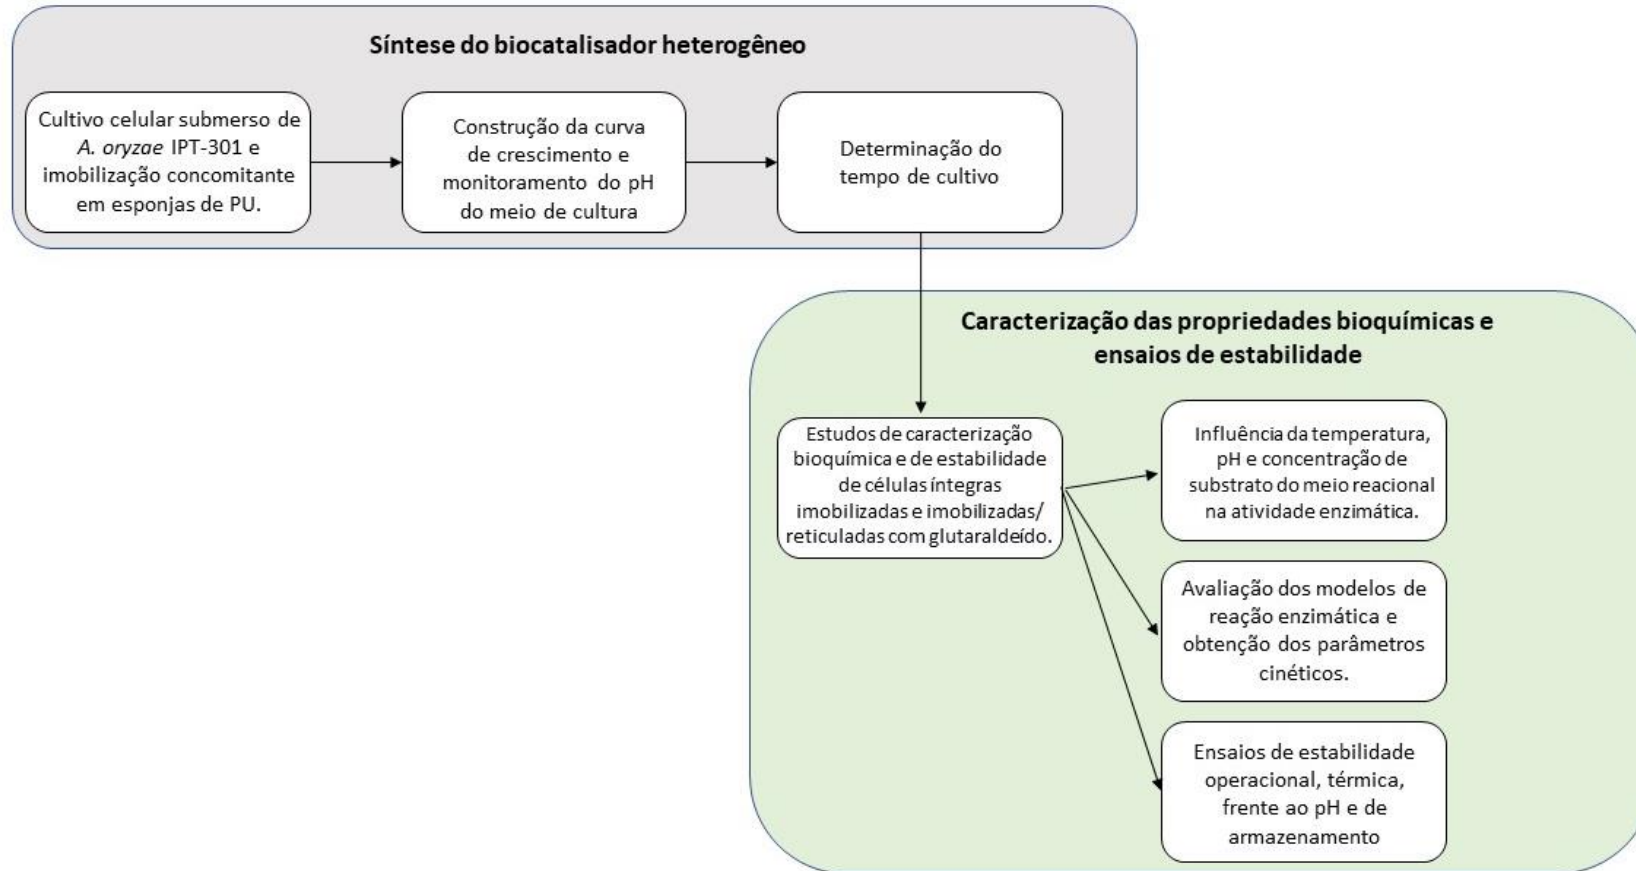 Síntese do biocatalisador heterogêneo
Cultivo celular submerso de
A. oryzae IPT-301 e
imobilização concomitante
em esponjas de PU.
Construção da curva
de crescimento e
monitoramento do pH
do meio de cultura
Determinação do
tempo de cultivo
Caracterização das propriedades bioquímicas e
ensaios de estabilidade
Estudos de caracterização
bioquímica e de estabilidade
de células íntegras
imobilizadas e imobilizadas/
reticuladas com glutaraldeído.
Influência da temperatura,
pH e concentração de
substrato do meio reacional
na atividade enzimática.
Avaliação dos modelos de
reação enzimática e
obtenção dos parâmetros
cinéticos.
Ensaios de estabilidade
operacional, térmica,
frente ao pH e de
armazenamento